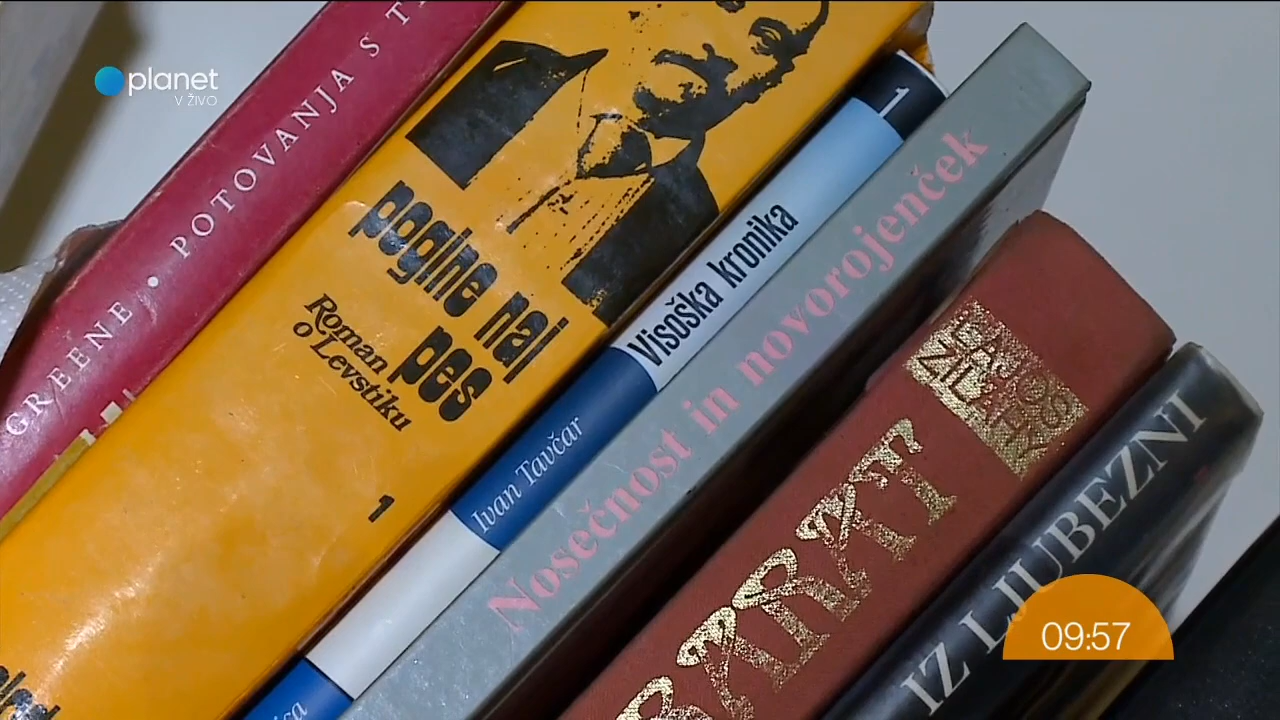 planet
V ŽIVO
GREENE • POTOVANJA S
pogine naj
pes
Roman
o Levstiku
1
1
Visoška kronika
Ivan Tavčar
Nosečnost in novorojenček
IZ LJUBEZNI
09:57